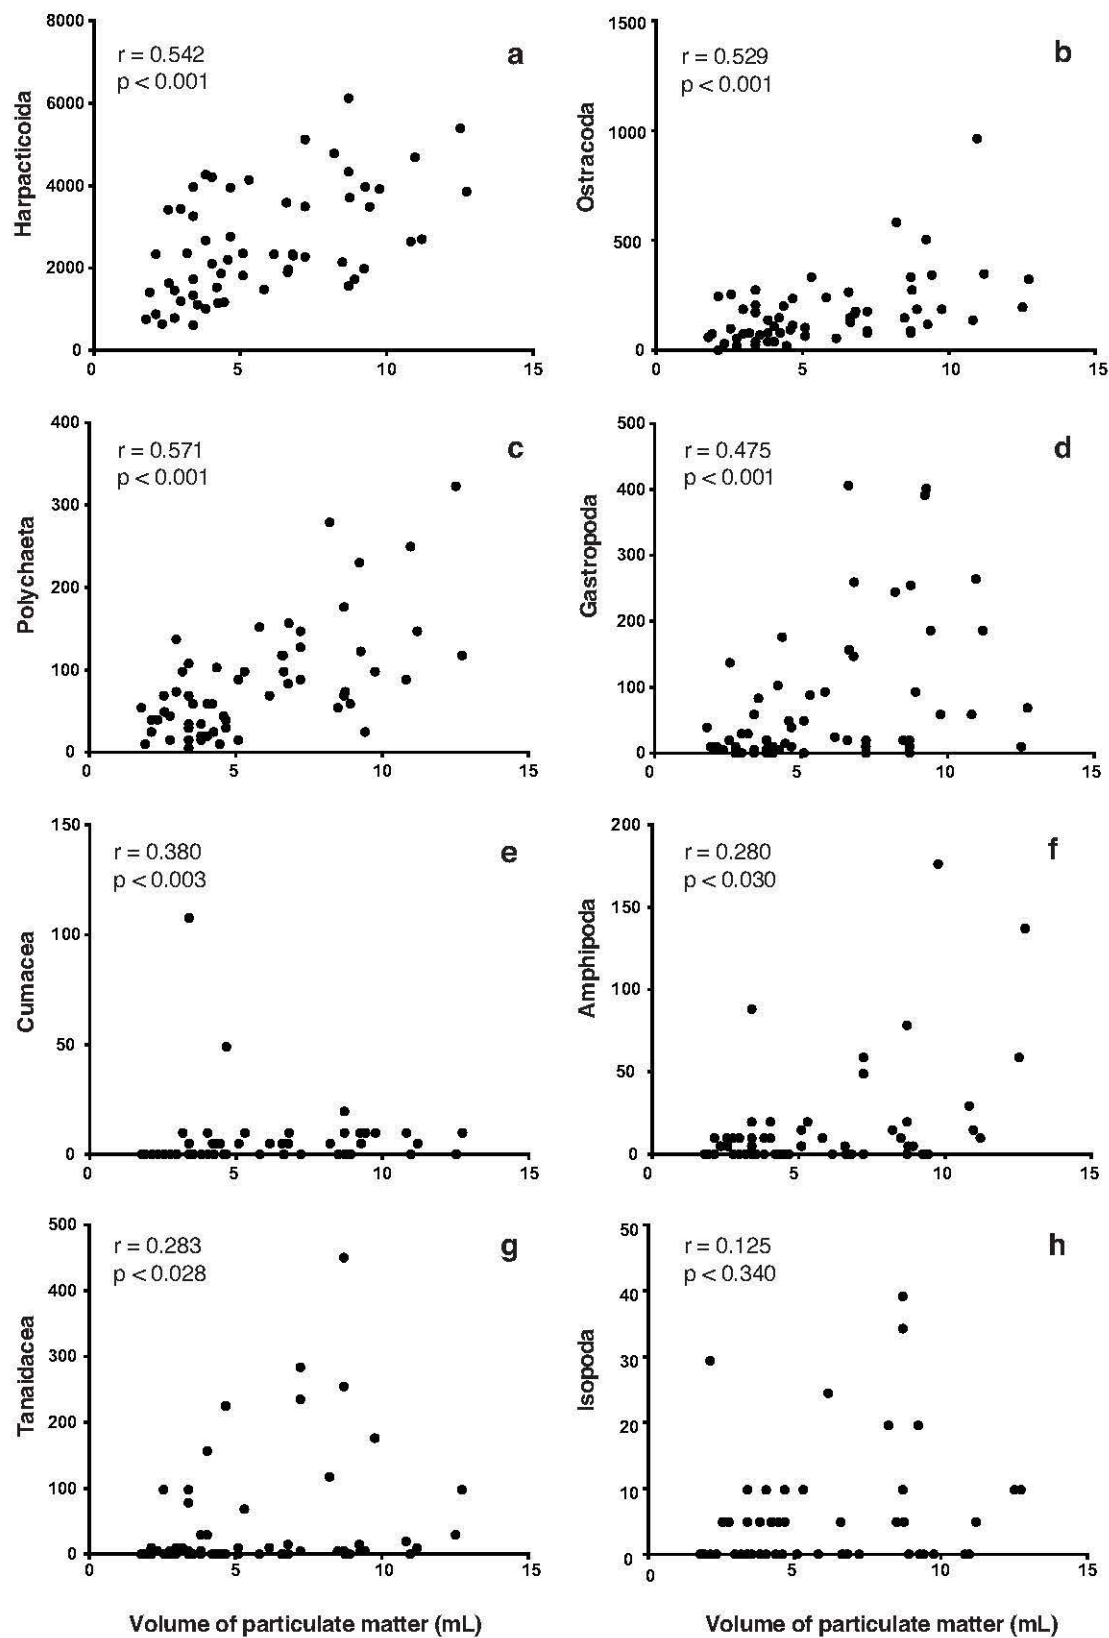 8000
6000
4000
2000
0
0
5
10
15
Harpacticoida
r = 0.542
p < 0.001
a
1500
1000
500
0
0
5
10
15
Ostracoda
r = 0.529
p < 0.001
b
400
300
200
100
0
0
5
10
15
Polychaeta
r = 0.571
p < 0.001
c
500
400
300
200
100
0
0
5
10
15
Gastropoda
r = 0.475
p < 0.001
d
150
100
50
0
0
5
10
15
Cumacea
r = 0.380
p < 0.003
e
200
150
100
50
0
0
5
10
15
Amphipoda
r = 0.280
p < 0.030
f
500
400
300
200
100
0
0
5
10
15
Tanaidacea
r = 0.283
p < 0.028
g
50
40
30
20
10
0
0
5
10
15
Isopoda
r = 0.125
p < 0.340
h
Volume of particulate matter (mL)
Volume of particulate matter (mL)